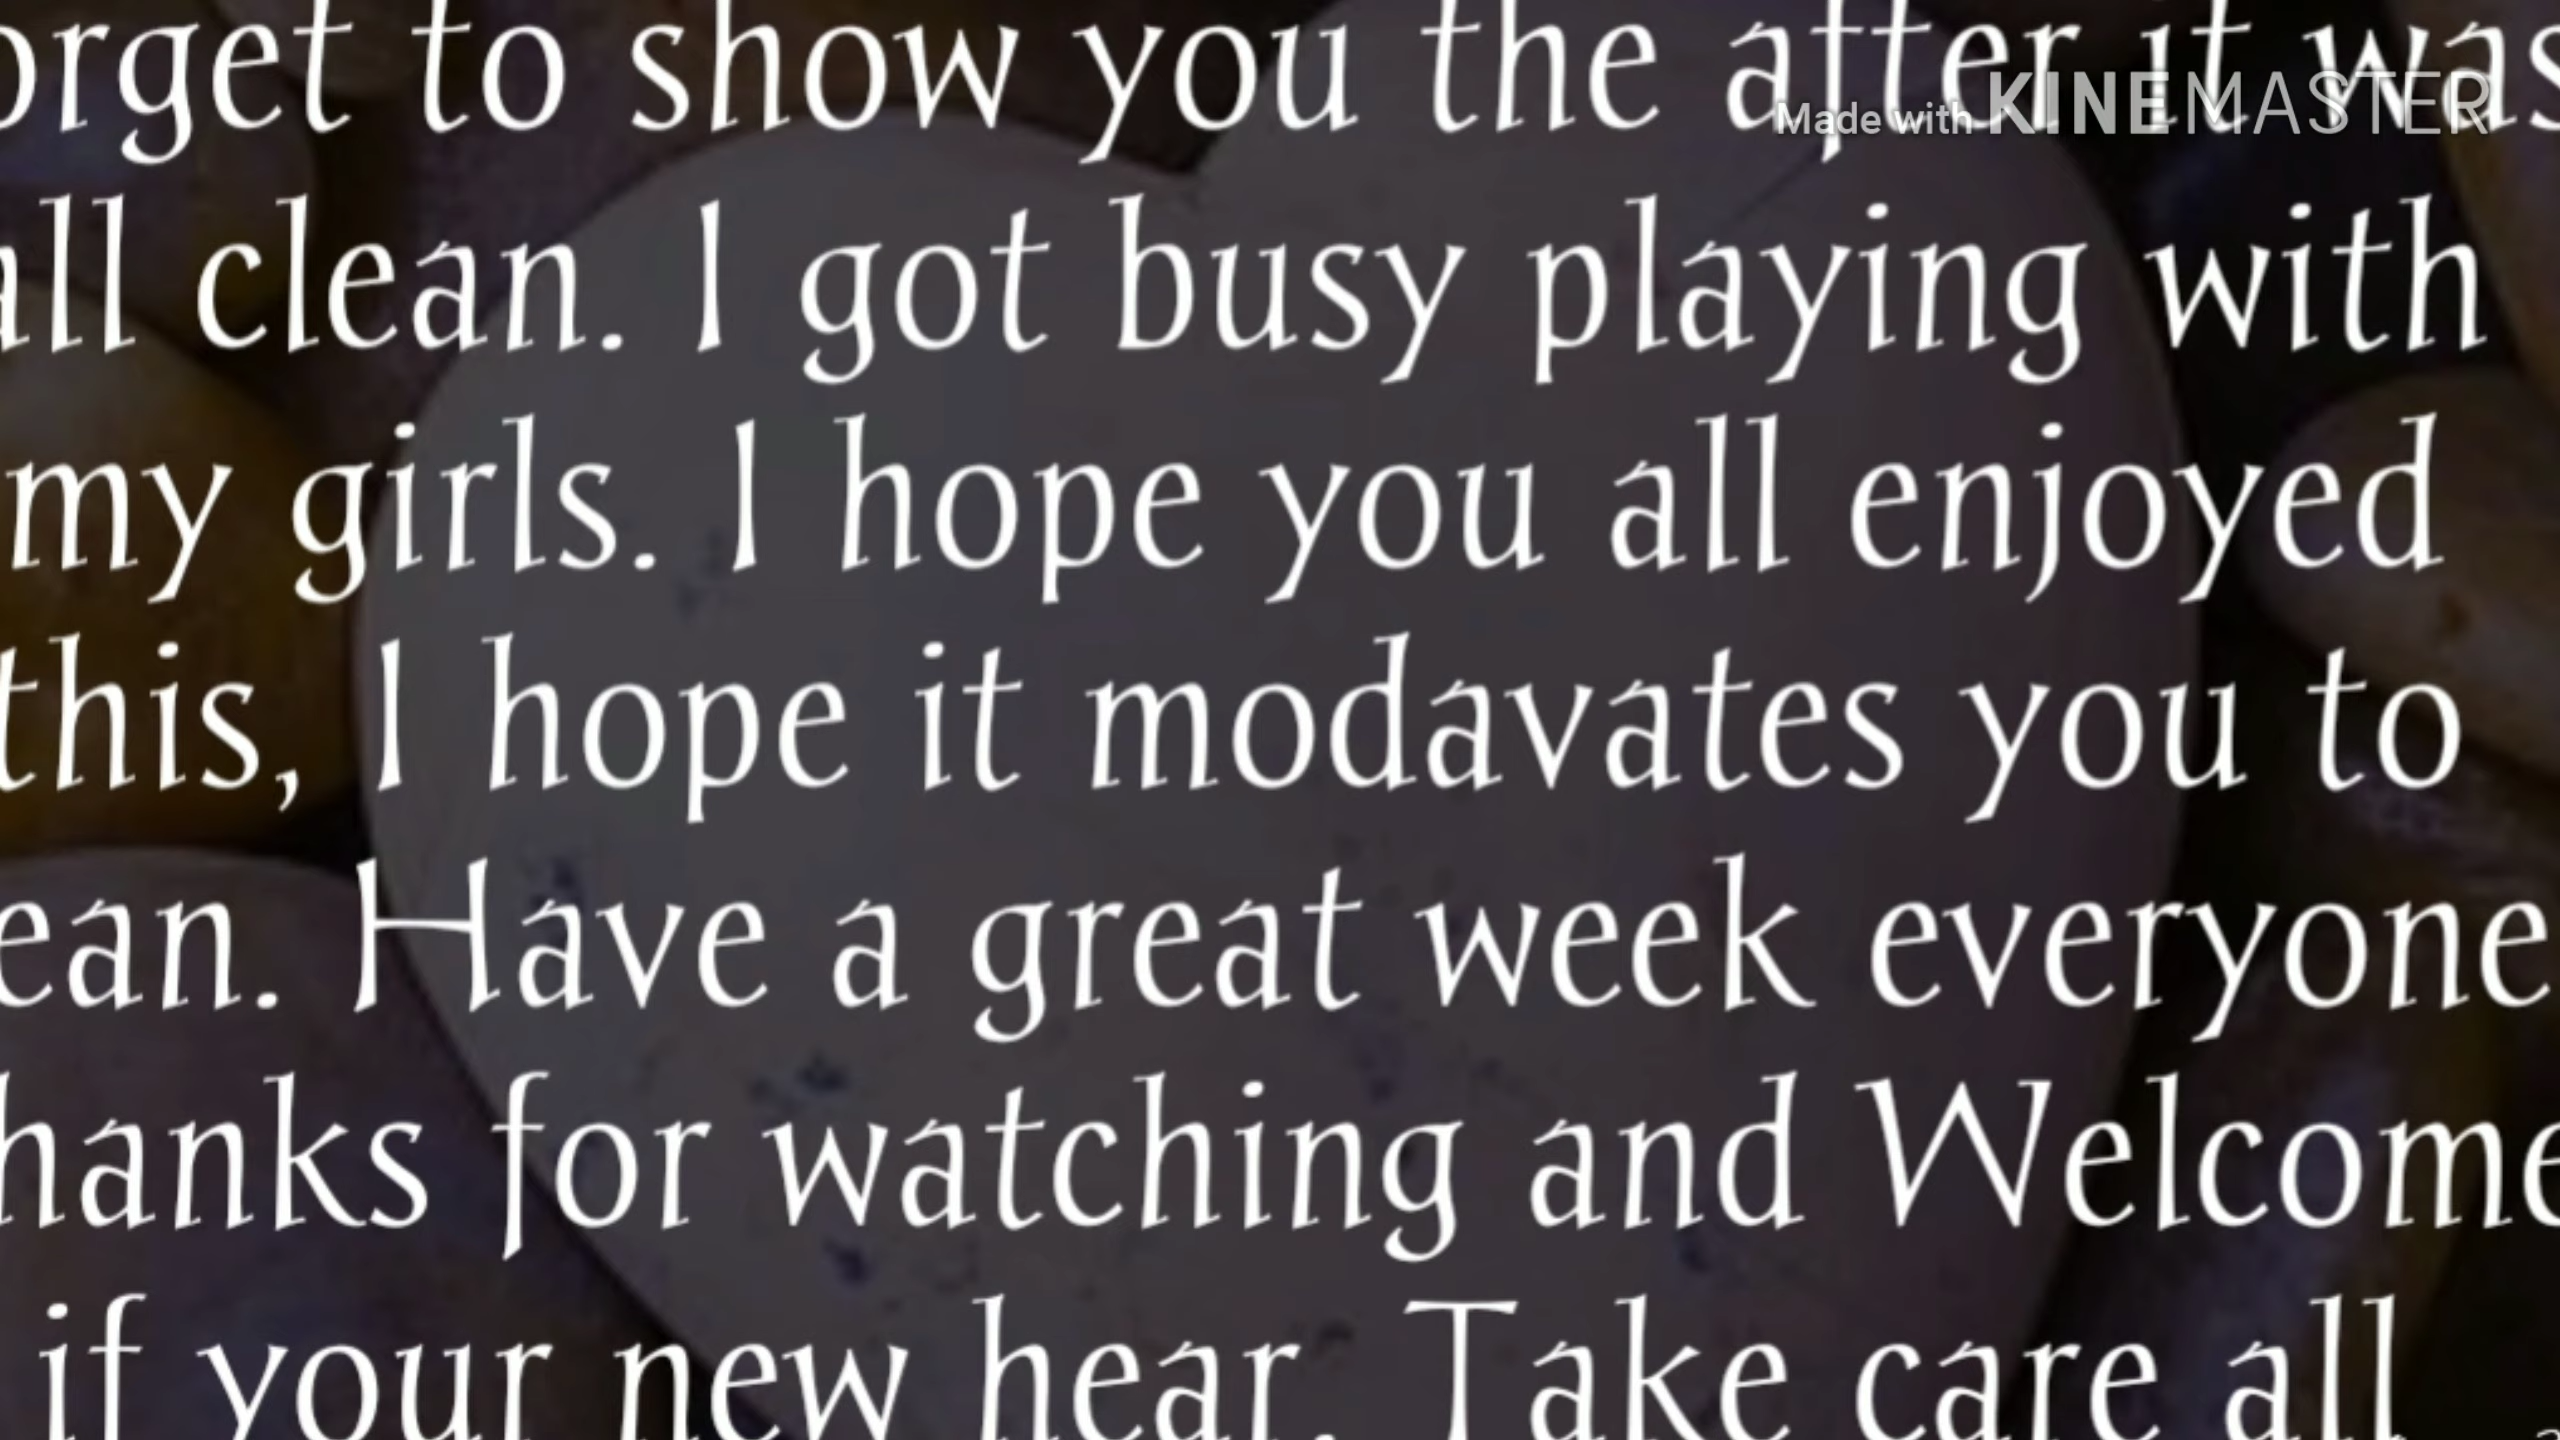 orget to show you the after it was
Made with KINEMASTER
all clean. I got busy playing with
my girls. I hope you all enjoyed
this, I hope it modavates you to
ean. Have a great week everyone
hanks for watching and Welcome
if your new hear. Take care all